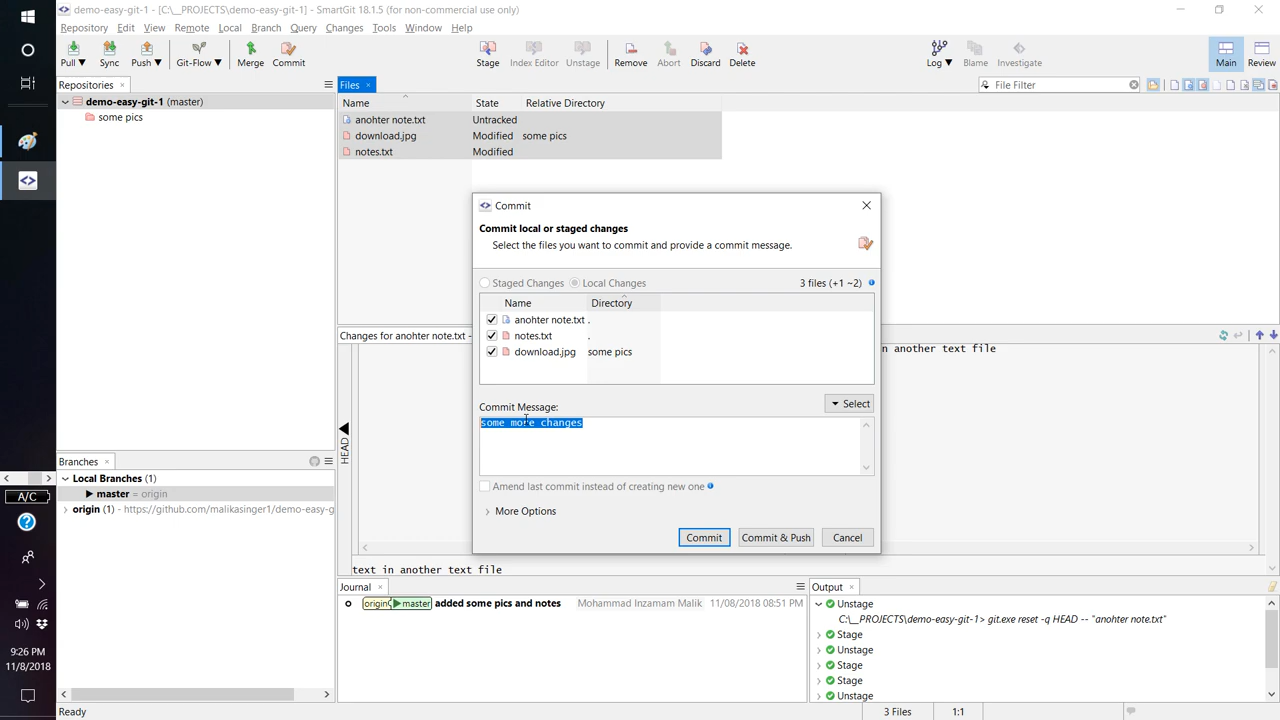 demo-easy-git-1 - [C:\__PROJECTS\demo-easy-git-1] - SmartGit 18.1.5 (for non-commercial use only)
Repository Edit View Remote Local Branch Query Changes Tools Window Help
Pull Sync Push Git-Flow Merge Commit Stage Index Editor Unstage Remove Abort Discard Delete Log Blame Investigate Main Review
Repositories
Files
File Filter
demo-easy-git-1 (master)
some pics
Name State Relative Directory
anohter note.txt Untracked
download.jpg Modified some pics
notes.txt Modified
Commit
Commit local or staged changes
Select the files you want to commit and provide a commit message.
Staged Changes Local Changes 3 files (+1 ~2)
Name Directory
anohter note.txt .
notes.txt .
download.jpg some pics
Commit Message: Select
some more changes
Amend last commit instead of creating new one
More Options
Commit Commit & Push Cancel
Changes for anohter note.txt -
n another text file
HEAD
text in another text file
Branches
Local Branches (1)
master = origin
origin (1) - https://github.com/malikasinger1/demo-easy-g
Journal
origin master added some pics and notes Mohammad Inzamam Malik 11/08/2018 08:51 PM
Output
Unstage
C:\__PROJECTS\demo-easy-git-1> git.exe reset -q HEAD -- "anohter note.txt"
Stage
Unstage
Stage
Stage
Unstage
A/C
9:26 PM
11/8/2018
Ready 3 Files 1:1